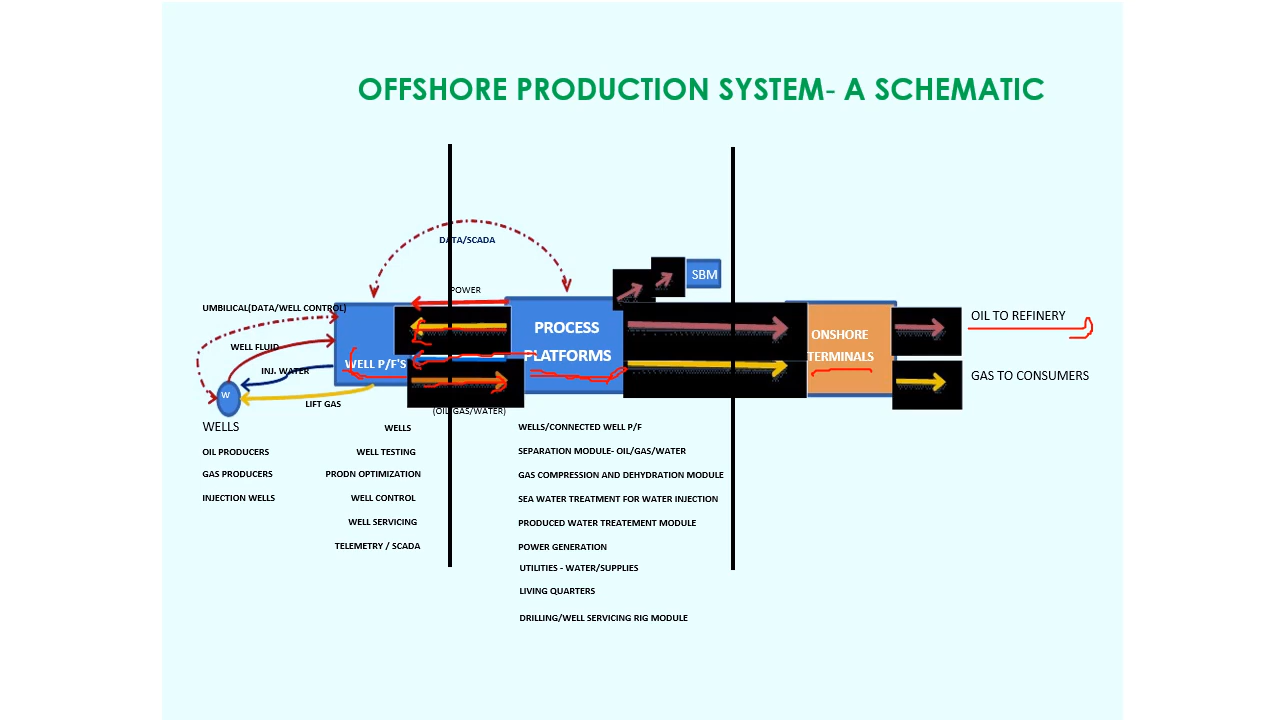 OFFSHORE PRODUCTION SYSTEM- A SCHEMATIC
DATA/SCADA
POWER
SBM
UMBILICAL(DATA/WELL CONTROL)
WELL FLUID
INJ. WATER
LIFT GAS
W
WELL P/F'S
PROCESS
PLATFORMS
ONSHORE
TERMINALS
OIL TO REFINERY
GAS TO CONSUMERS
(OIL/GAS/WATER)
WELLS
OIL PRODUCERS
GAS PRODUCERS
INJECTION WELLS
WELLS
WELL TESTING
PRODN OPTIMIZATION
WELL CONTROL
WELL SERVICING
TELEMETRY / SCADA
WELLS/CONNECTED WELL P/F
SEPARATION MODULE- OIL/GAS/WATER
GAS COMPRESSION AND DEHYDRATION MODULE
SEA WATER TREATMENT FOR WATER INJECTION
PRODUCED WATER TREATEMENT MODULE
POWER GENERATION
UTILITIES - WATER/SUPPLIES
LIVING QUARTERS
DRILLING/WELL SERVICING RIG MODULE